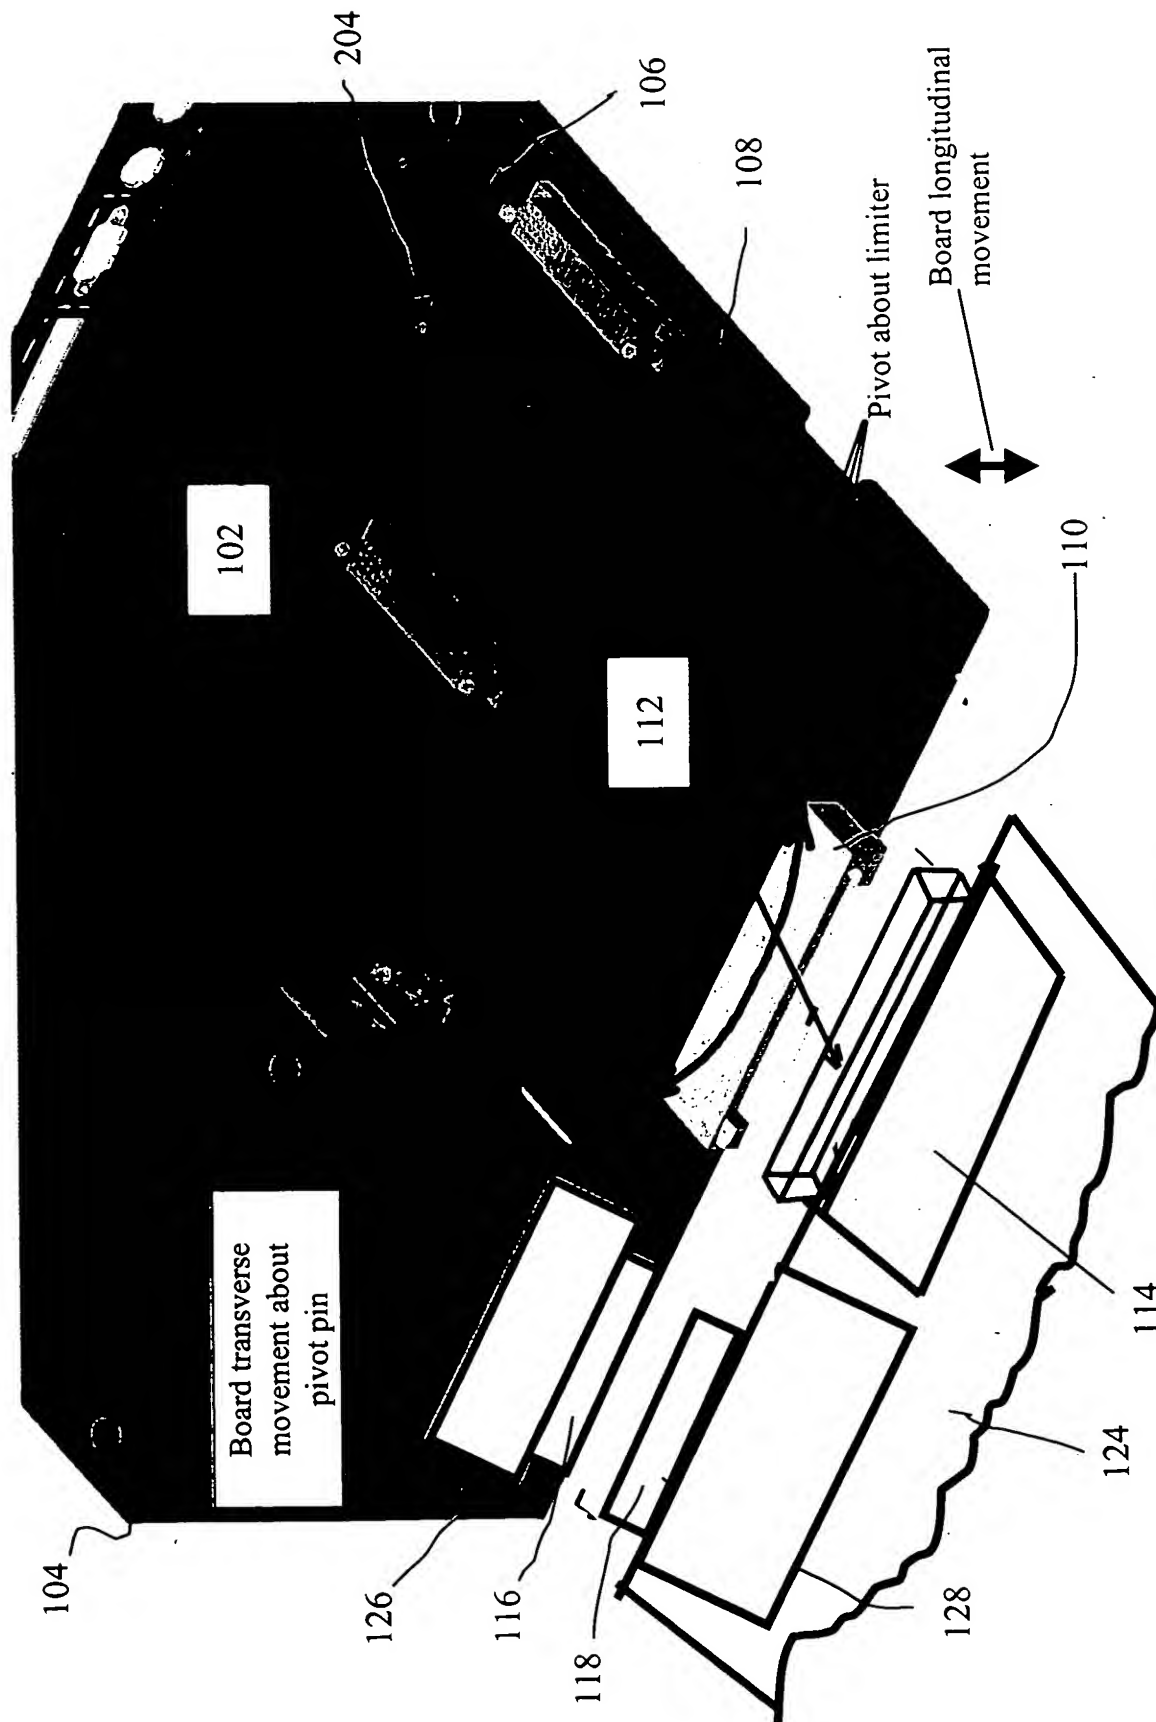 204
106
108
Pivot about limiter
Board longitudinal
movement
102
112
110
Board transverse
movement about
pivot pin
104
126
116
118
128
124
114